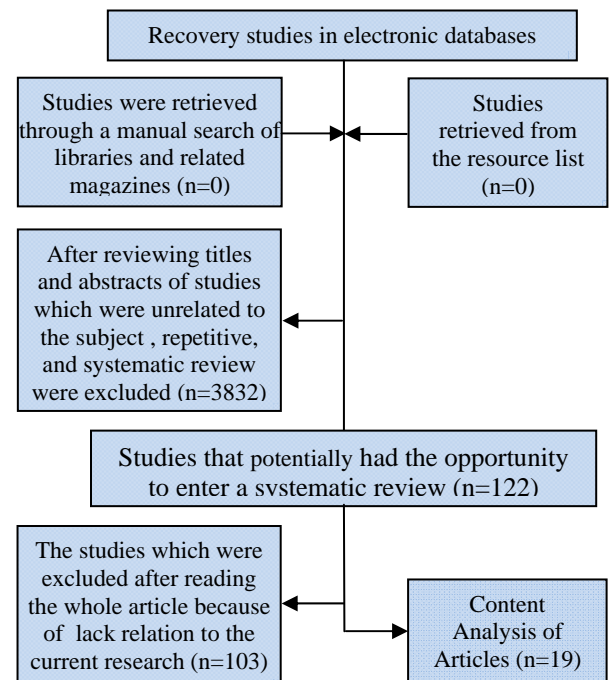 Recovery studies in electronic databases
Studies were retrieved
through a manual search of
libraries and related
magazines (n=0)
Studies
retrieved from
the resource list
(n=0)
After reviewing titles
and abstracts of studies
which were unrelated to
the subject , repetitive,
and systematic review
were excluded (n=3832)
Studies that potentially had the opportunity
to enter a systematic review (n=122)
The studies which were
excluded after reading
the whole article because
of lack relation to the
current research (n=103)
Content
Analysis of
Articles (n=19)